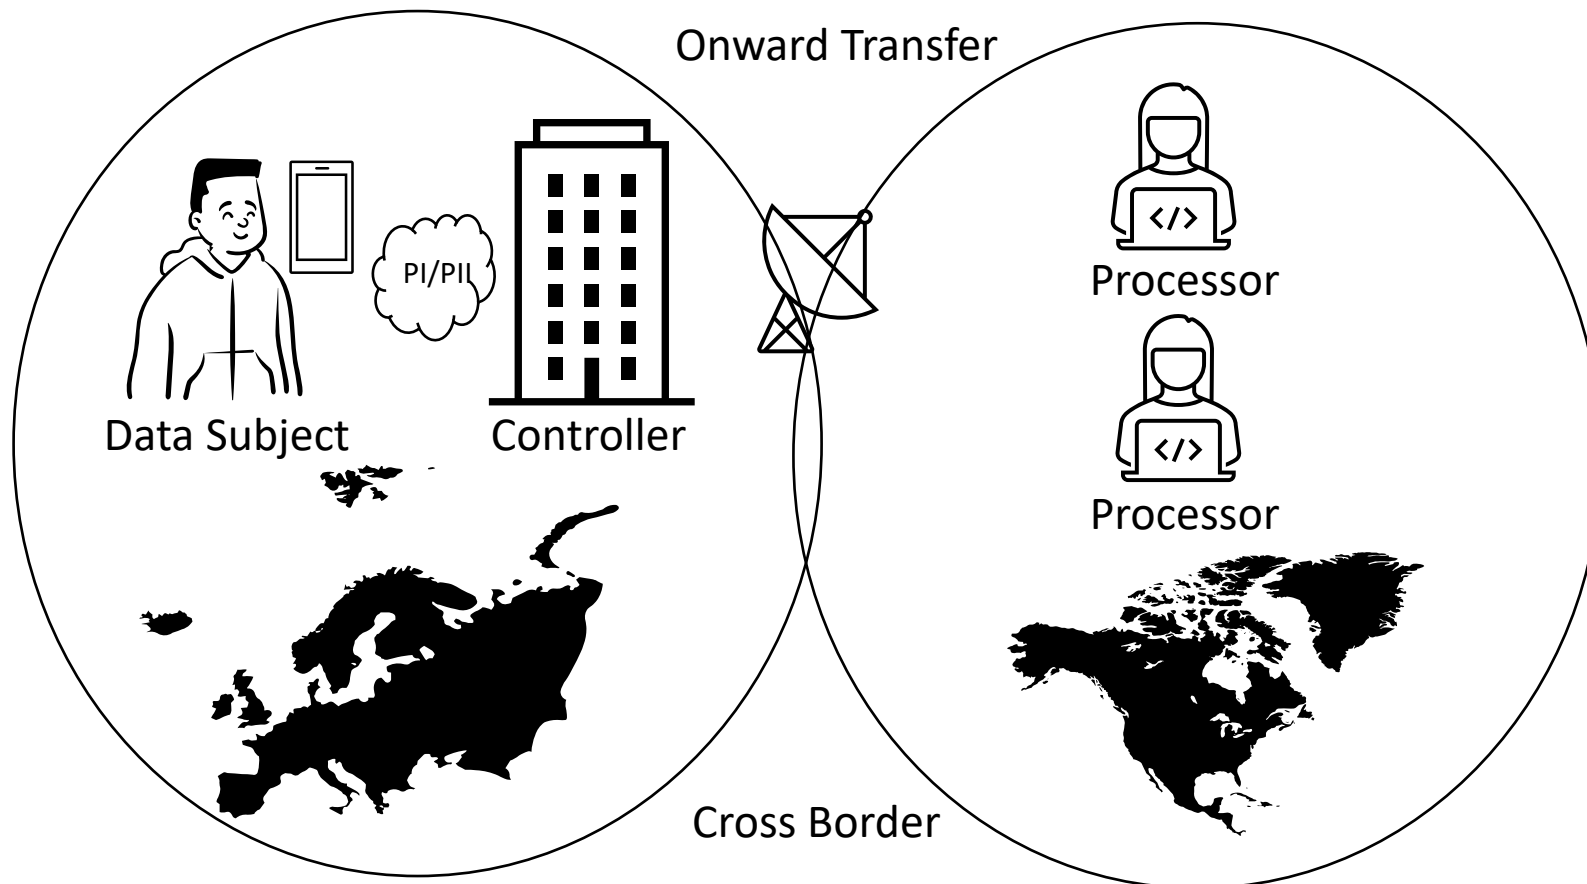 Onward Transfer
PI/PII
</>
Processor
Data Subject
Controller
</>
Processor
Cross Border